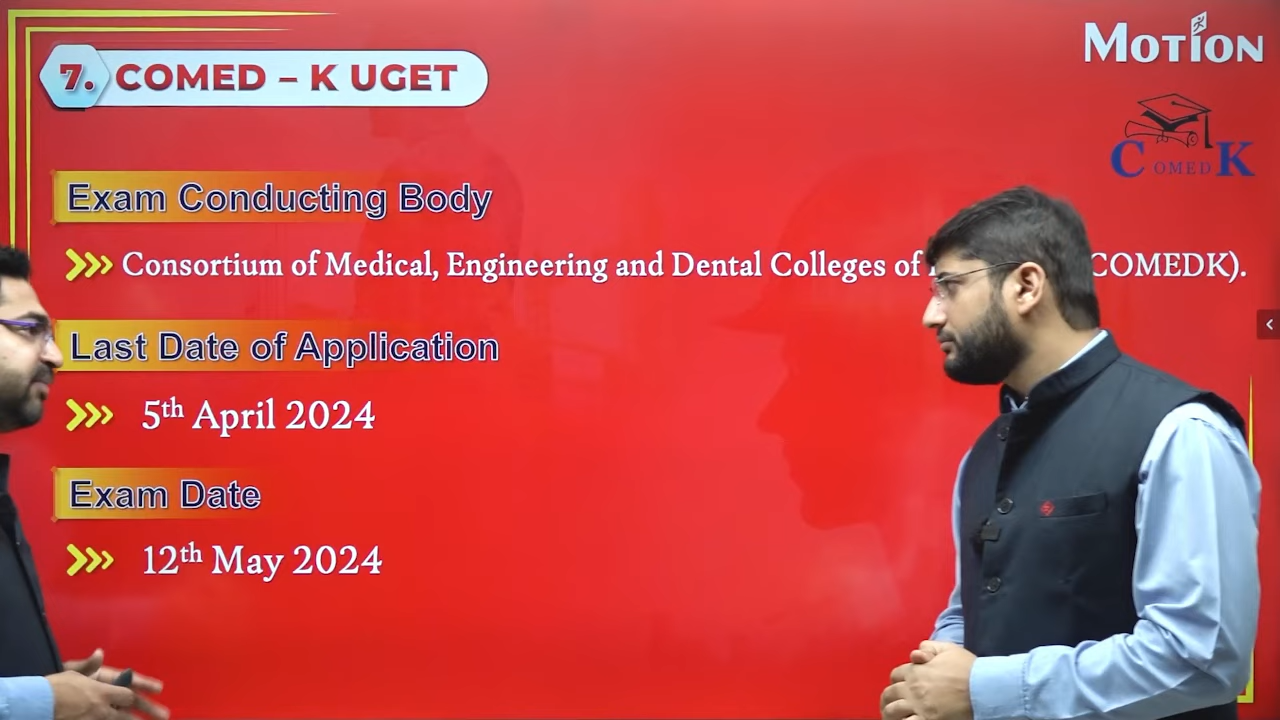 7. COMED – K UGET
MOTION
COMEDK
Exam Conducting Body
Consortium of Medical, Engineering and Dental Colleges of COMEDK).
Last Date of Application
5th April 2024
Exam Date
12th May 2024